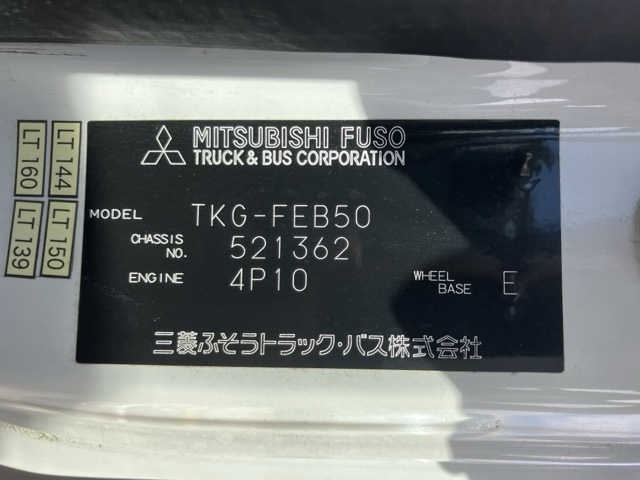 MITSUBISHI FUSO
TRUCK & BUS CORPORATION
MODEL TKG-FEB50
CHASSIS NO. 521362
ENGINE 4P10 WHEEL BASE E
三菱ふそうトラック・バス株式会社
LT 144
LT 160
LT 150
LT 139